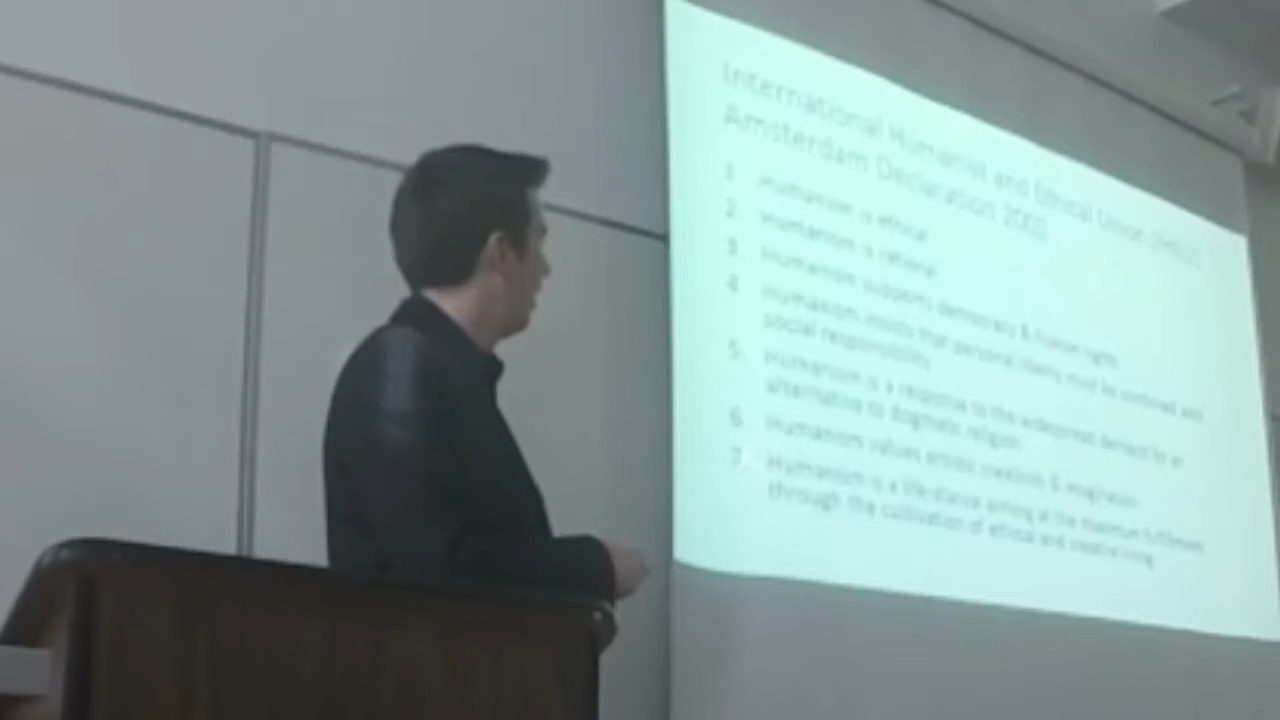 International Humanist and Ethical Union (IHEU)
Amsterdam Declaration 2002
1. Humanism is ethical
2. Humanism is rational
3. Humanism supports democracy & human rights
4. Humanism insists that personal liberty must be combined with
social responsibility
5. Humanism is a response to the widespread demand for an
alternative to dogmatic religion
6. Humanism values artistic creativity & imagination
7. Humanism is a life stance aiming at the maximum fulfillment
through the cultivation of ethical and creative living